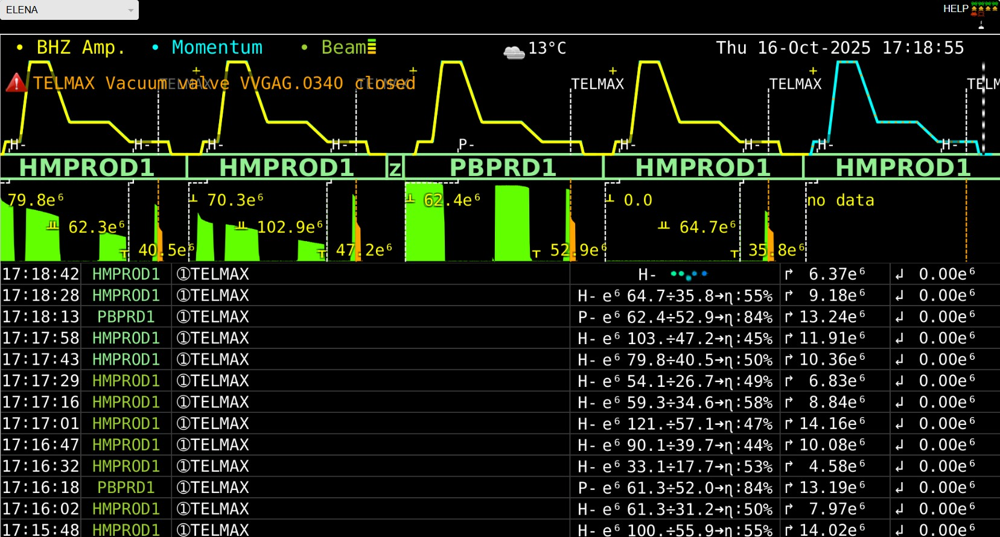 ELENA
HELP
• BHZ Amp. • Momentum • Beam 13°C Thu 16-Oct-2025 17:18:55
TELMAX Vacuum valve VVGAG.0340 closed
TELMAX TELMAX TELMAX TELMAX TELM
H- H- H- H- P- H- H- H- H-
HMPROD1 HMPROD1 Z PBPRD1 HMPROD1 HMPROD1
79.8e⁶ 70.3e⁶ 62.4e⁶ 0.0 no data
62.3e⁶ 102.9e⁶ 64.7e⁶
40.5e⁶ 47.2e⁶ 52.9e⁶ 35.8e⁶
17:18:42 HMPROD1 ①TELMAX H- ↱ 6.37e⁶ ↲ 0.00e⁶
17:18:28 HMPROD1 ①TELMAX H- e⁶ 64.7÷35.8→η:55% ↱ 9.18e⁶ ↲ 0.00e⁶
17:18:13 PBPRD1 ①TELMAX P- e⁶ 62.4÷52.9→η:84% ↱ 13.24e⁶ ↲ 0.00e⁶
17:17:58 HMPROD1 ①TELMAX H- e⁶ 103.÷47.2→η:45% ↱ 11.91e⁶ ↲ 0.00e⁶
17:17:43 HMPROD1 ①TELMAX H- e⁶ 79.8÷40.5→η:50% ↱ 10.36e⁶ ↲ 0.00e⁶
17:17:29 HMPROD1 ①TELMAX H- e⁶ 54.1÷26.7→η:49% ↱ 6.83e⁶ ↲ 0.00e⁶
17:17:16 HMPROD1 ①TELMAX H- e⁶ 59.3÷34.6→η:58% ↱ 8.84e⁶ ↲ 0.00e⁶
17:17:01 HMPROD1 ①TELMAX H- e⁶ 121.÷57.1→η:47% ↱ 14.16e⁶ ↲ 0.00e⁶
17:16:47 HMPROD1 ①TELMAX H- e⁶ 90.1÷39.7→η:44% ↱ 10.08e⁶ ↲ 0.00e⁶
17:16:32 HMPROD1 ①TELMAX H- e⁶ 33.1÷17.7→η:53% ↱ 4.58e⁶ ↲ 0.00e⁶
17:16:18 PBPRD1 ①TELMAX P- e⁶ 61.3÷52.0→η:84% ↱ 13.19e⁶ ↲ 0.00e⁶
17:16:02 HMPROD1 ①TELMAX H- e⁶ 61.3÷31.2→η:50% ↱ 7.97e⁶ ↲ 0.00e⁶
17:15:48 HMPROD1 ①TELMAX H- e⁶ 100.÷55.9→η:55% ↱ 14.02e⁶ ↲ 0.00e⁶